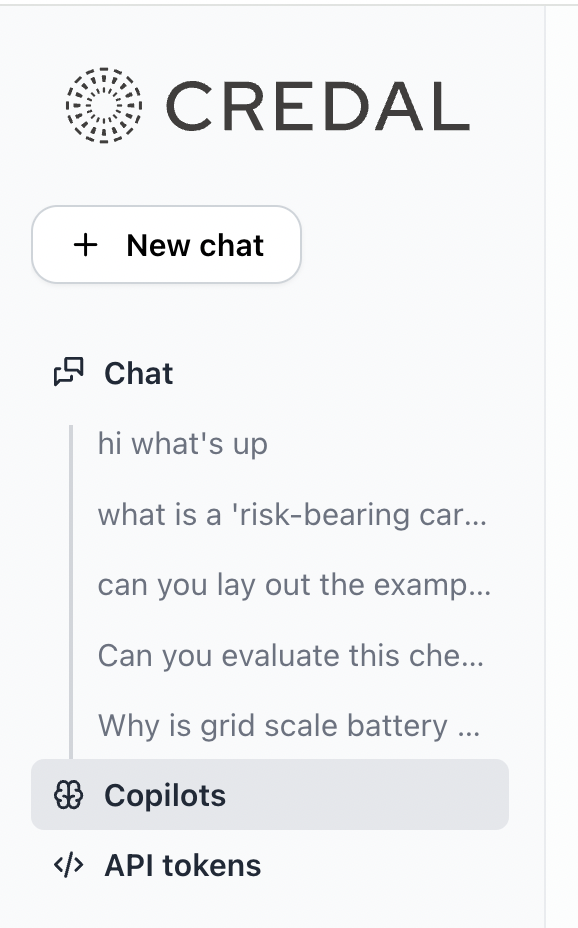 CREDAL
+ New chat
Chat
hi what's up
what is a 'risk-bearing car...
can you lay out the examp...
Can you evaluate this che...
Why is grid scale battery ...
Copilots
</> API tokens